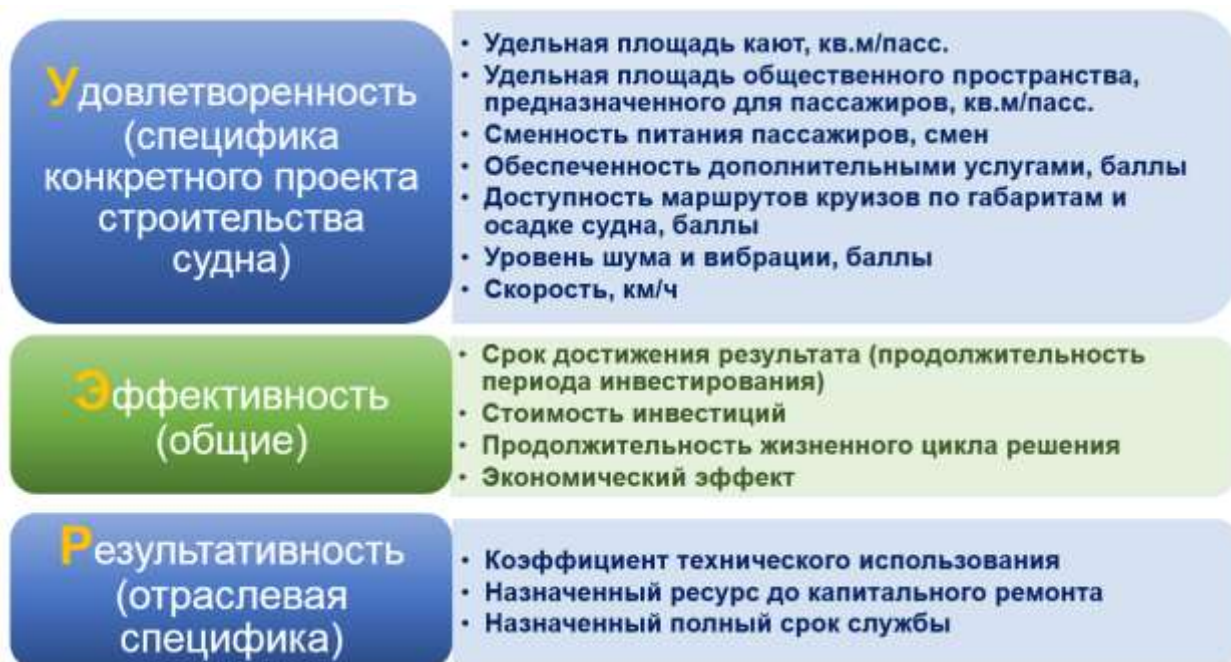 Удовлетворенность
(специфика
конкретного проекта
строительства
судна)
• Удельная площадь кают, кв.м/пасс.
• Удельная площадь общественного пространства,
предназначенного для пассажиров, кв.м/пасс.
• Сменность питания пассажиров, смен
• Обеспеченность дополнительными услугами, баллы
• Доступность маршрутов круизов по габаритам и
осадке судна, баллы
• Уровень шума и вибрации, баллы
• Скорость, км/ч
Эффективность
(общие)
• Срок достижения результата (продолжительность
периода инвестирования)
• Стоимость инвестиций
• Продолжительность жизненного цикла решения
• Экономический эффект
Результативность
(отраслевая
специфика)
• Коэффициент технического использования
• Назначенный ресурс до капитального ремонта
• Назначенный полный срок службы